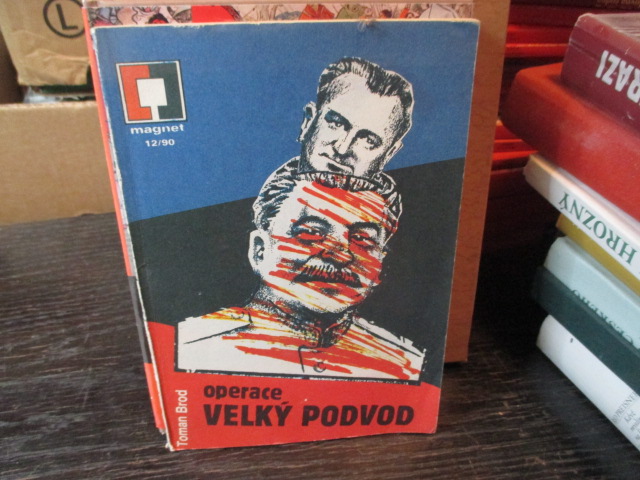 L
magnet
12/90
operace
VELKÝ PODVOD
Toman Brod
RAZI
HROZNÝ